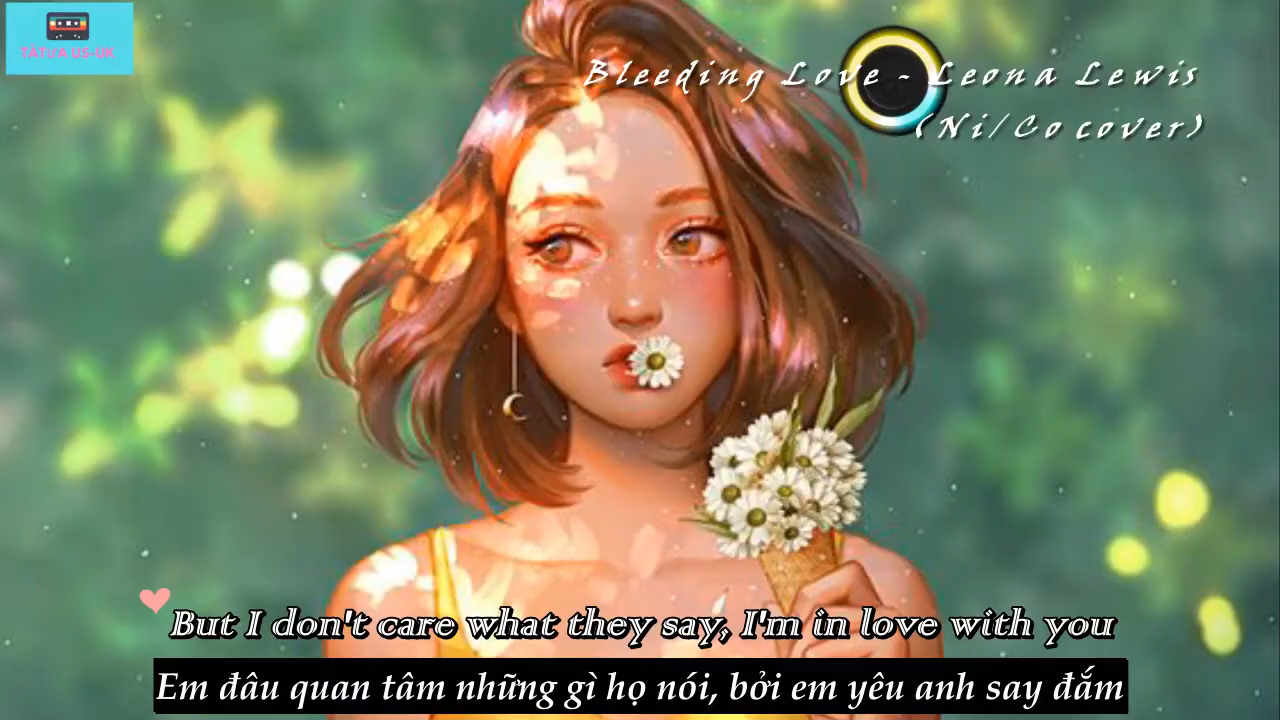 TÂTưA US-UK
Bleeding Love - Leona Lewis
(Ni/Co cover)
But I don't care what they say, I'm in love with you
Em đâu quan tâm những gì họ nói, bởi em yêu anh say đắm